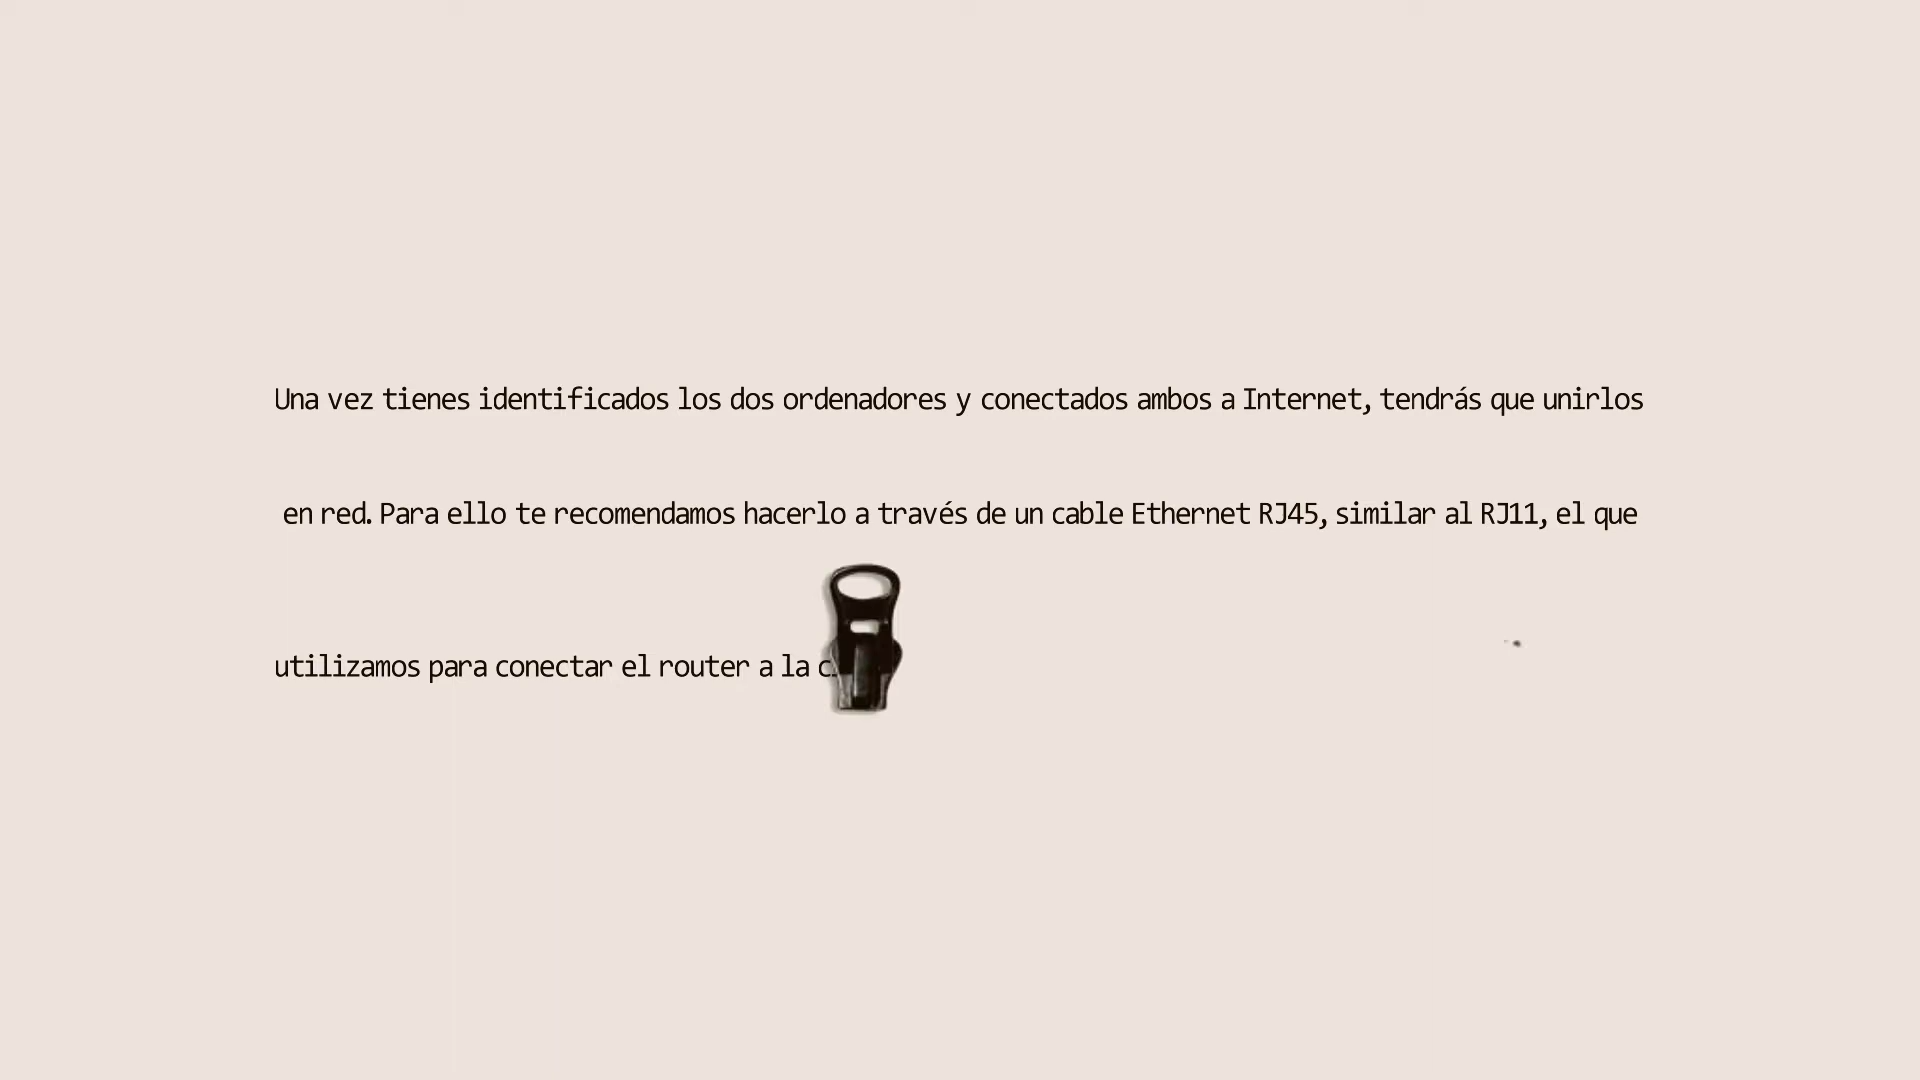 Una vez tienes identificados los dos ordenadores y conectados ambos a Internet, tendrás que unirlos
en red. Para ello te recomendamos hacerlo a través de un cable Ethernet RJ45, similar al RJ11, el que
utilizamos para conectar el router a la